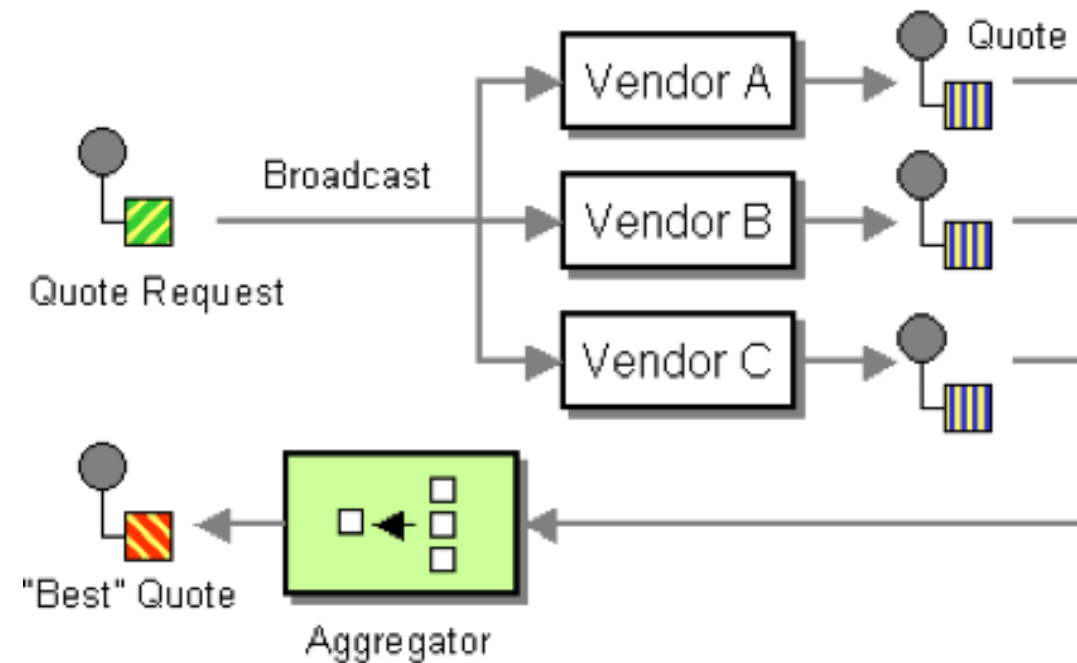 Vendor A
Quote
Broadcast
Vendor B
Quote Request
Vendor C
"Best" Quote
Aggregator